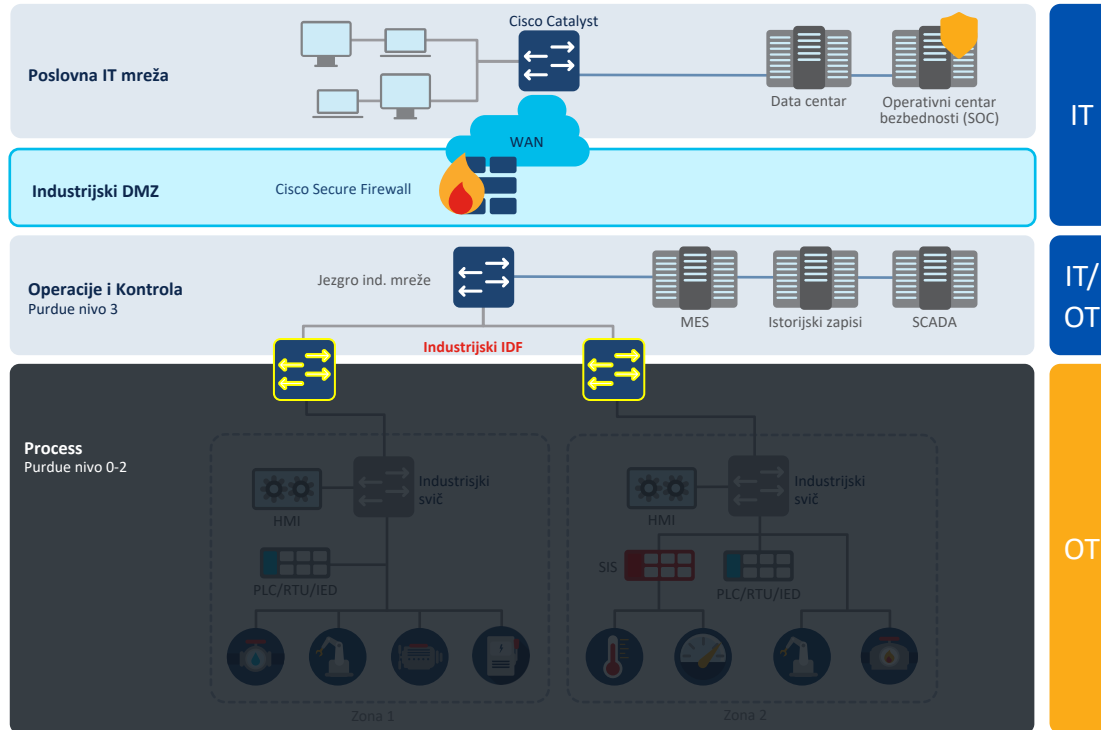 Cisco Catalyst
Poslovna IT mreža
Data centar
Operativni centar
bezbednosti (SOC)
IT
WAN
Industrijski DMZ
Cisco Secure Firewall
Operacije i Kontrola
Purdue nivo 3
Jezgro ind. mreže
MES
Istorijski zapisi
SCADA
IT/
OT
Industrijski IDF
Process
Purdue nivo 0-2
Industrisjki
svič
HMI
PLC/RTU/IED
Zona 1
Industrijski
svič
HMI
SIS
PLC/RTU/IED
Zona 2
OT